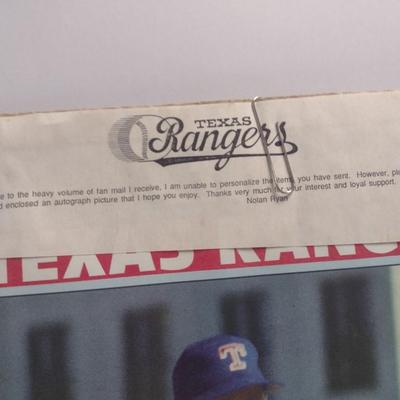 TEXAS
Rangers
e to the heavy volume of fan mail I receive, I am unable to personalize the items you have sent. However, ple
d enclosed an autograph picture that I hope you enjoy. Thanks very much for your interest and loyal support.
Nolan Ryan
TEXAS RANG
T